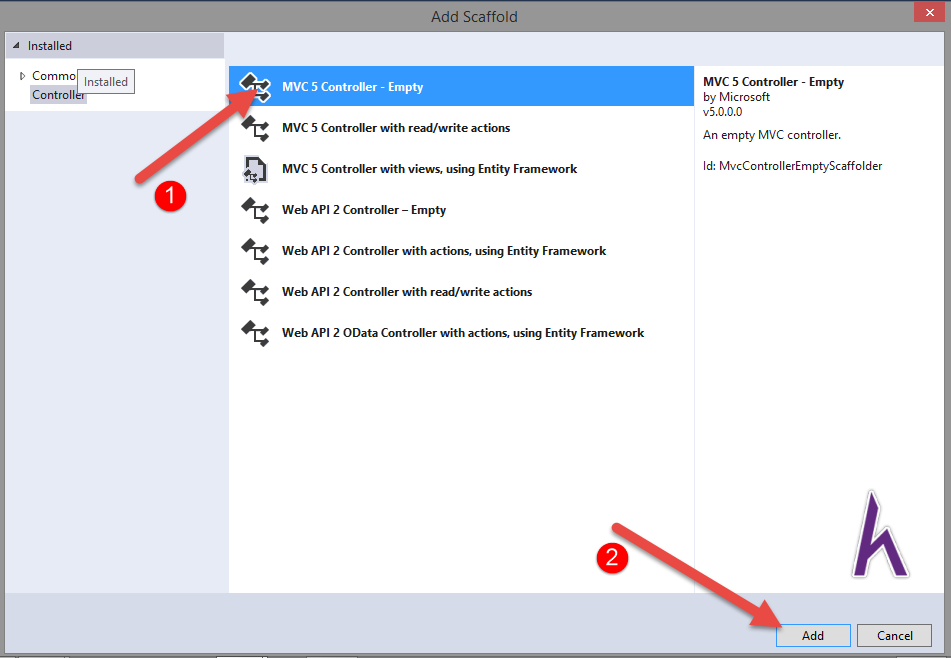 Add Scaffold
Installed
Commo
Installed
Controller
MVC 5 Controller - Empty
MVC 5 Controller with read/write actions
MVC 5 Controller with views, using Entity Framework
Web API 2 Controller – Empty
Web API 2 Controller with actions, using Entity Framework
Web API 2 Controller with read/write actions
Web API 2 OData Controller with actions, using Entity Framework
MVC 5 Controller - Empty
by Microsoft
v5.0.0.0
An empty MVC controller.
Id: MvcControllerEmptyScaffolder
1
2
Add
Cancel